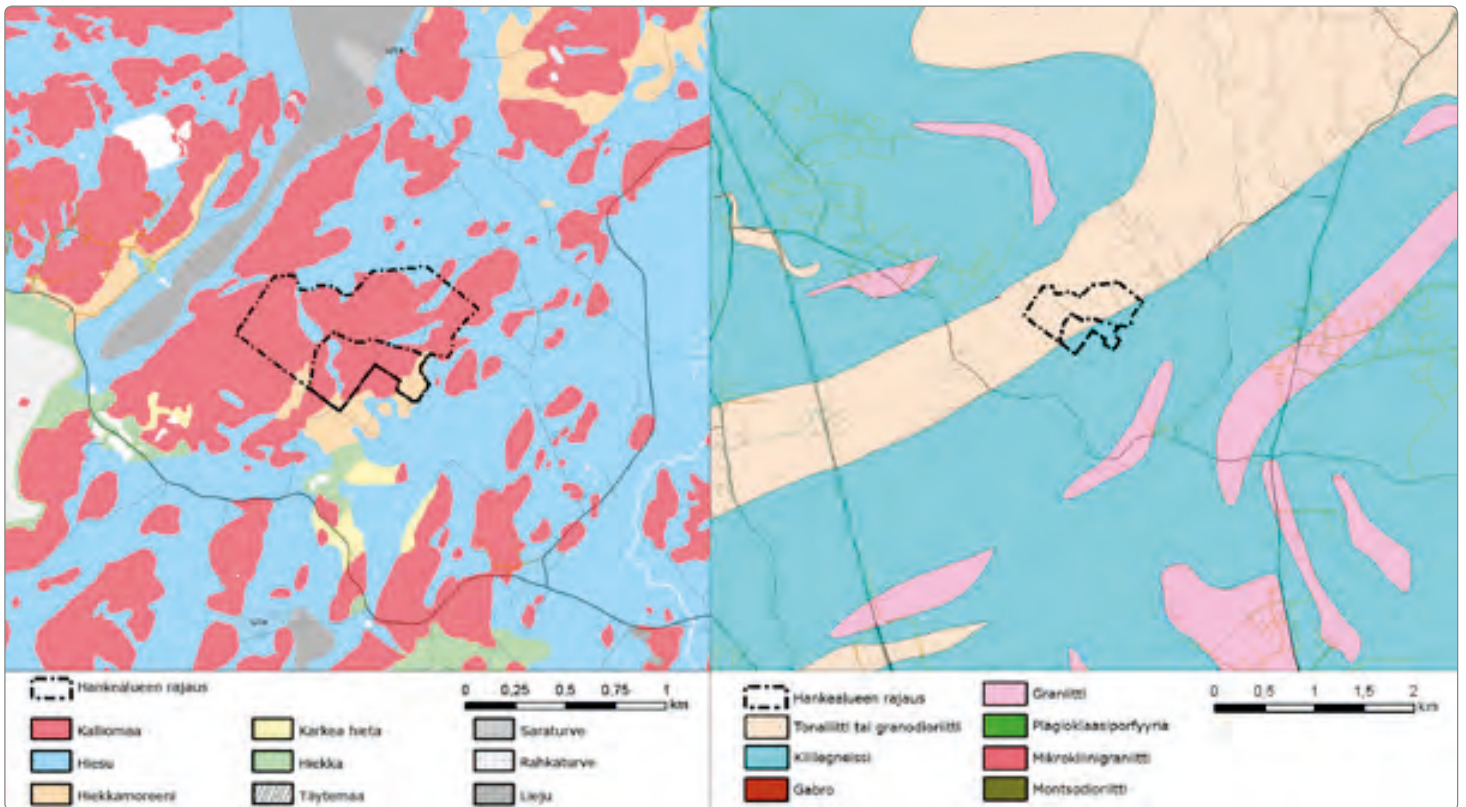 Hankealueen rajaus
0 0,25 0,5 0,75 1
km
Kalliomaa
Karkea hieta
Saraturve
Hiesu
Hiekka
Rahkaturve
Hiekkamoreeni
Täytemaa
Lieju
Hankealueen rajaus
Graniitti
0 0,5 1 1,5 2
km
Tonaliitti tai granodioriitti
Plagioklaasiporfyyria
Kiillegneissi
Mikrokliinigraniitti
Gabro
Montsodioriitti